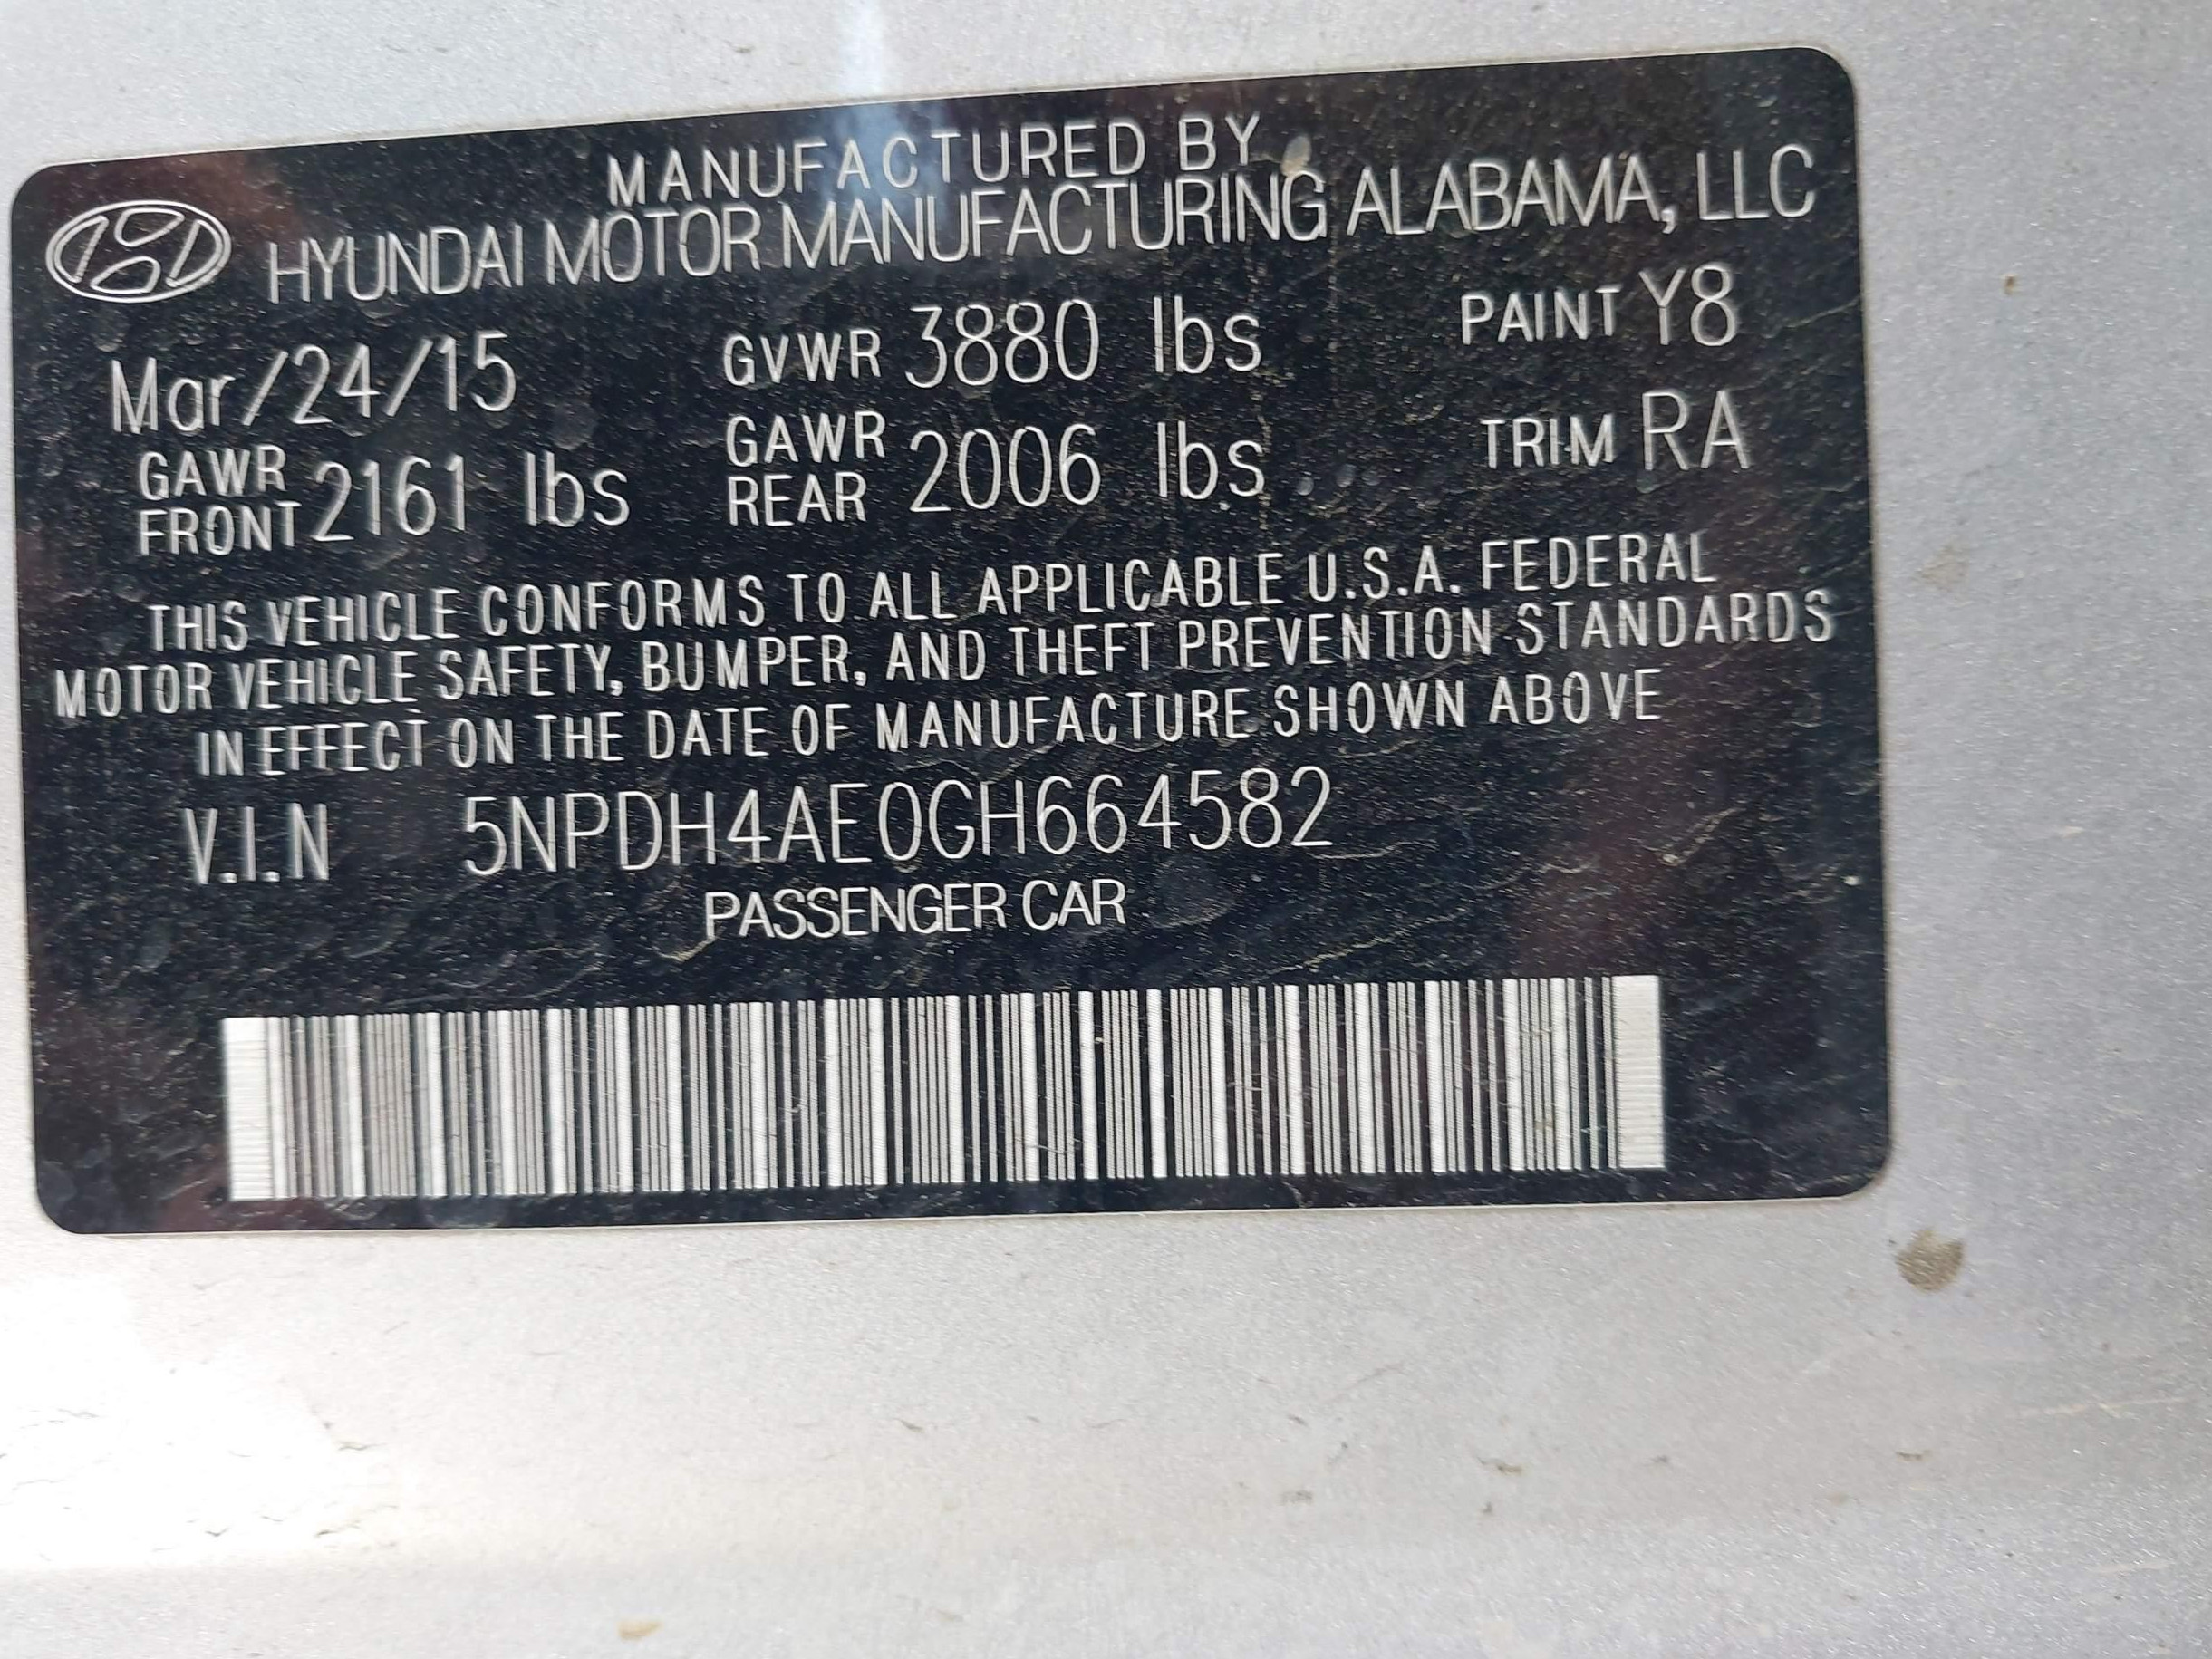 MANUFACTURED BY
HYUNDAI MOTOR MANUFACTURING ALABAMA, LLC
Mar/24/15 GVWR 3880 lbs PAINT Y8
GAWR FRONT 2161 lbs GAWR REAR 2006 lbs TRIM RA
THIS VEHICLE CONFORMS TO ALL APPLICABLE U.S.A. FEDERAL
MOTOR VEHICLE SAFETY, BUMPER, AND THEFT PREVENTION STANDARDS
IN EFFECT ON THE DATE OF MANUFACTURE SHOWN ABOVE
V.I.N 5NPDH4AE0GH664582
PASSENGER CAR